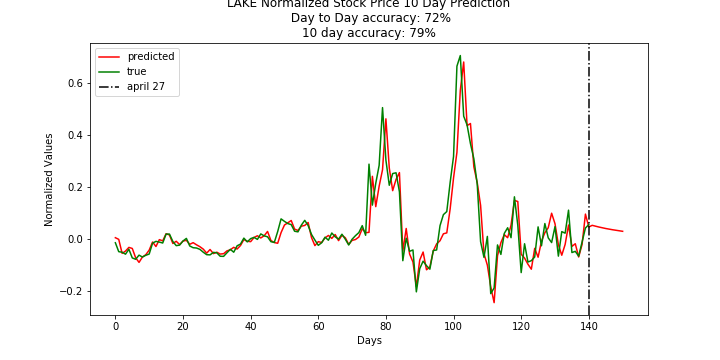 LAKE Normalized Stock Price 10 Day Prediction
Day to Day accuracy: 72%
10 day accuracy: 79%
predicted
true
april 27
Normalized Values
0.6
0.4
0.2
0.0
−0.2
0
20
40
60
80
100
120
140
Days